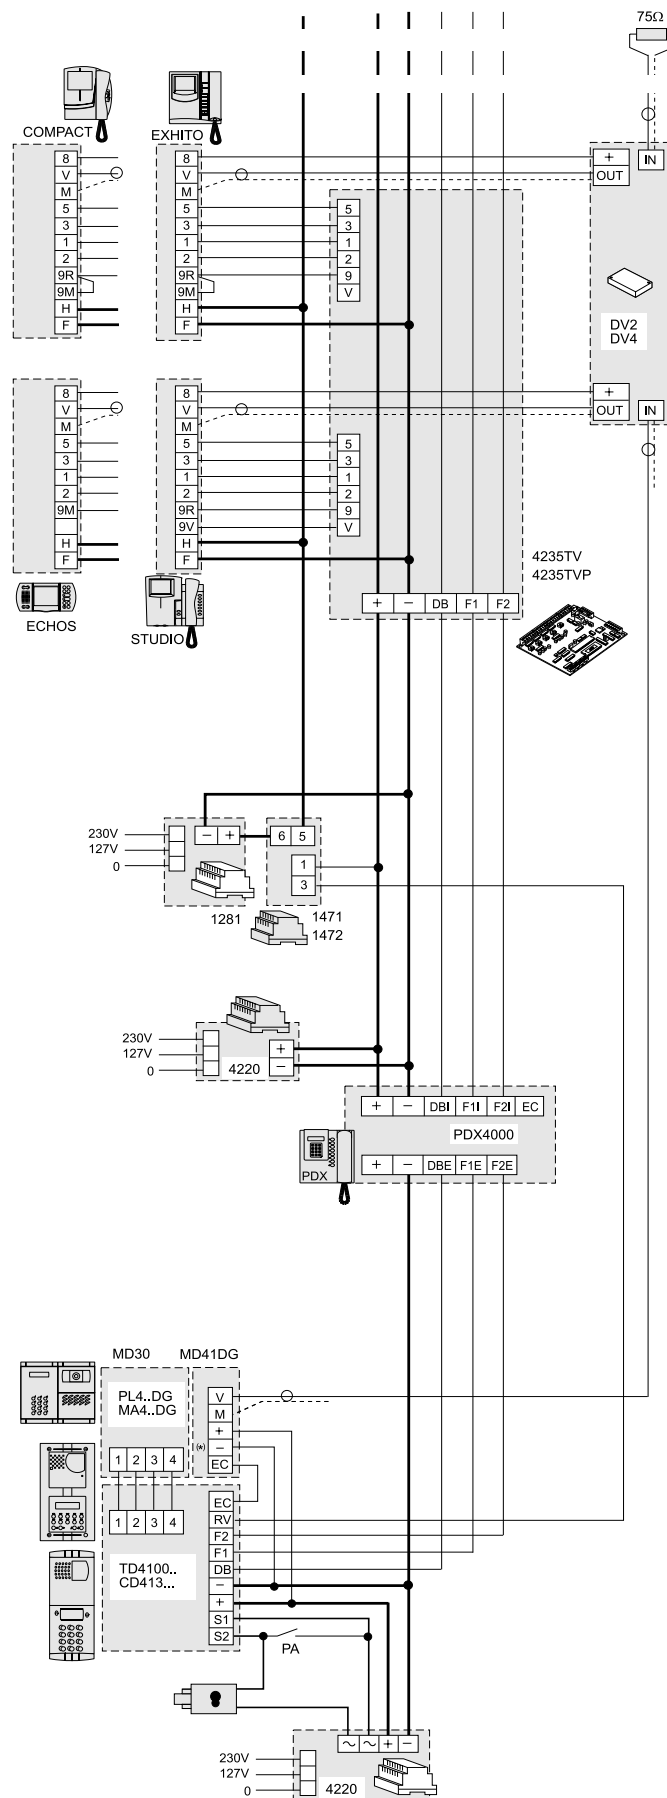 75Ω
COMPACT
EXHITO
8
V
M
5
3
1
2
9R
9M
H
F
8
V
M
5
3
1
2
9R
9M
H
F
5
3
1
2
9
V
+
OUT
IN
DV2
DV4
+
OUT
IN
8
V
M
5
3
1
2
9M
H
F
8
V
M
5
3
1
2
9R
9V
H
F
5
3
1
2
9
V
ECHOS
STUDIO
4235TV
4235TVP
+ − DB F1 F2
230V
127V
0
− +
6 5
1
3
1281
1471
1472
230V
127V
0
4220
+
−
+ − DBI F1I F2I EC
PDX4000
PDX
+ − DBE F1E F2E
MD30
MD41DG
PL4..DG
MA4..DG
V
M
+
(*) −
EC
1 2 3 4
1 2 3 4
TD4100..
CD413...
EC
RV
F2
F1
DB
−
+
S1
S2
PA
~ ~ + −
230V
127V
0
4220